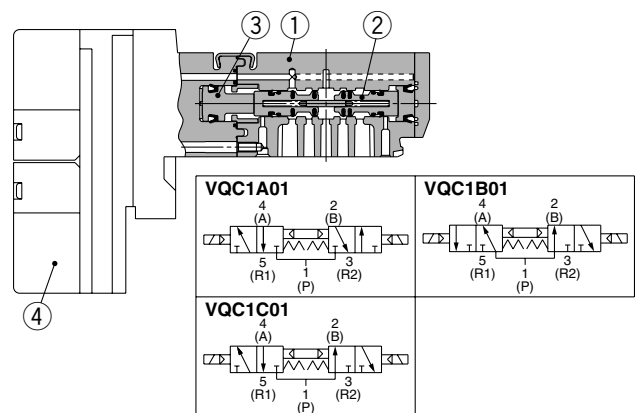 ③ ① ②
④
VQC1A01
4 2
(A) (B)
5 3
(R1) (R2)
1
(P)
VQC1B01
4 2
(A) (B)
5 3
(R1) (R2)
1
(P)
VQC1C01
4 2
(A) (B)
5 3
(R1) (R2)
1
(P)